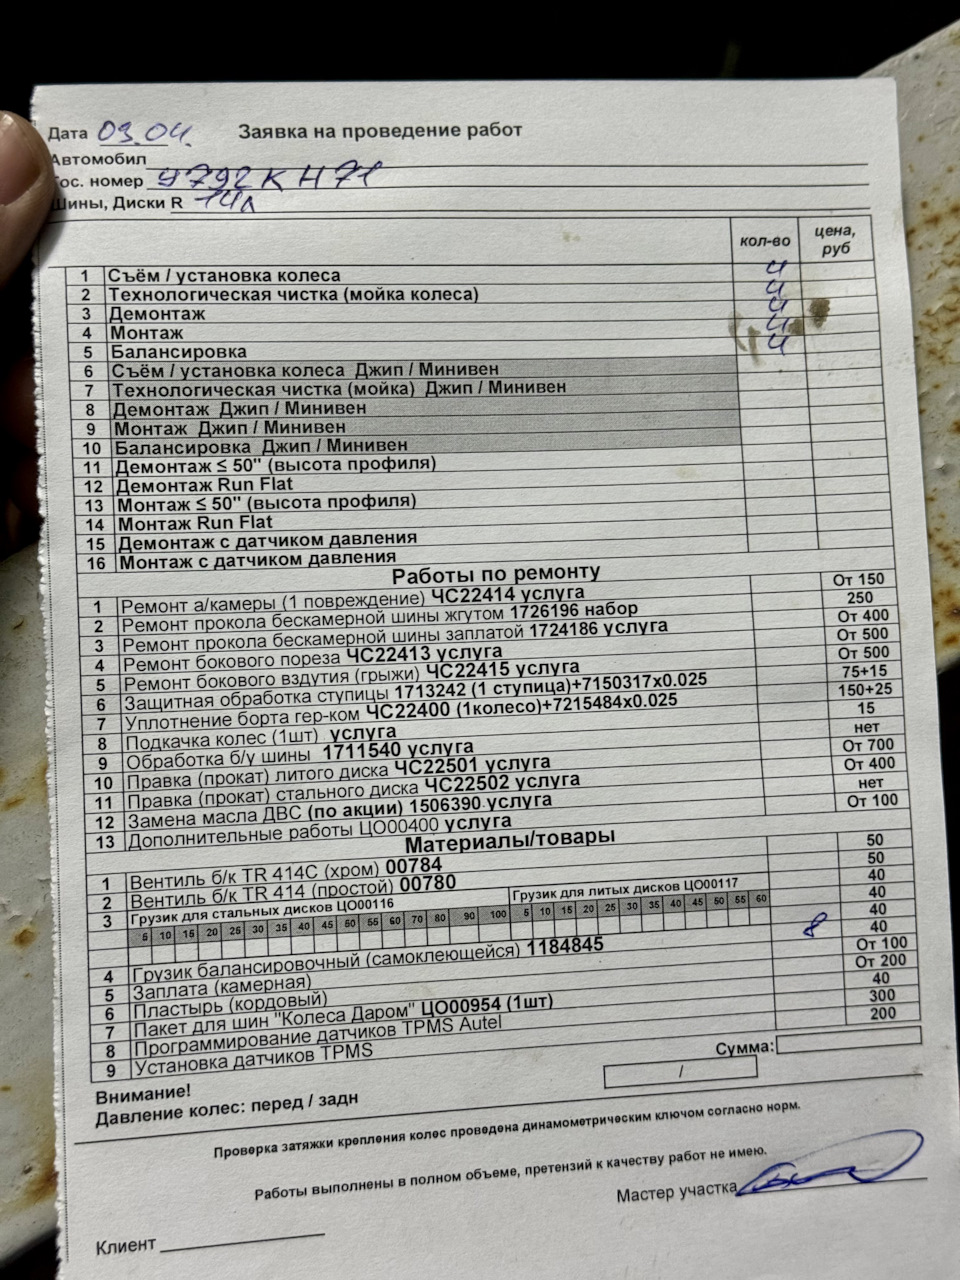 Дата 03.04. Заявка на проведение работ
Автомобил
Гос. номер У792КН71
Шины, Диски R 14л
кол-во цена, руб
1 Съём / установка колеса 4
2 Технологическая чистка (мойка колеса) 4
3 Демонтаж 4
4 Монтаж 4
5 Балансировка 4
6 Съём / установка колеса Джип / Минивен
7 Технологическая чистка (мойка) Джип / Минивен
8 Демонтаж Джип / Минивен
9 Монтаж Джип / Минивен
10 Балансировка Джип / Минивен
11 Демонтаж ≤ 50" (высота профиля)
12 Демонтаж Run Flat
13 Монтаж ≤ 50" (высота профиля)
14 Монтаж Run Flat
15 Демонтаж с датчиком давления
16 Монтаж с датчиком давления
Работы по ремонту
1 Ремонт а/камеры (1 повреждение) ЧС22414 услуга От 150
2 Ремонт прокола бескамерной шины жгутом 1726196 набор 250
3 Ремонт прокола бескамерной шины заплатой 1724186 услуга От 400
4 Ремонт бокового пореза ЧС22413 услуга От 500
5 Ремонт бокового вздутия (грыжи) ЧС22415 услуга От 500
6 Защитная обработка ступицы 1713242 (1 ступица)+7150317х0.025 75+15
7 Уплотнение борта гер-ком ЧС22400 (1колесо)+7215484х0.025 150+25
8 Подкачка колес (1шт) услуга 15
9 Обработка б/у шины 1711540 услуга нет
10 Правка (прокат) литого диска ЧС22501 услуга От 700
11 Правка (прокат) стального диска ЧС22502 услуга От 400
12 Замена масла ДВС (по акции) 1506390 услуга нет
13 Дополнительные работы ЦО00400 услуга От 100
Материалы/товары
1 Вентиль б/к TR 414С (хром) 00784 50
2 Вентиль б/к TR 414 (простой) 00780 50
3 Грузик для стальных дисков ЦО00116 Грузик для литых дисков ЦО00117 40
5 10 15 20 25 30 35 40 45 50 55 60 70 80 90 100 5 10 15 20 25 30 35 40 45 50 55 60 40
40
4 Грузик балансировочный (самоклеющейся) 1184845 8 40
5 Заплата (камерная) От 100
6 Пластырь (кордовый) От 200
7 Пакет для шин "Колеса Даром" ЦО00954 (1шт) 40
8 Программирование датчиков TPMS Autel 300
9 Установка датчиков TPMS 200
Сумма:
Внимание!
Давление колес: перед / задн /
Проверка затяжки крепления колес проведена динамометрическим ключом согласно норм.
Работы выполнены в полном объеме, претензий к качеству работ не имею.
Мастер участка
Клиент